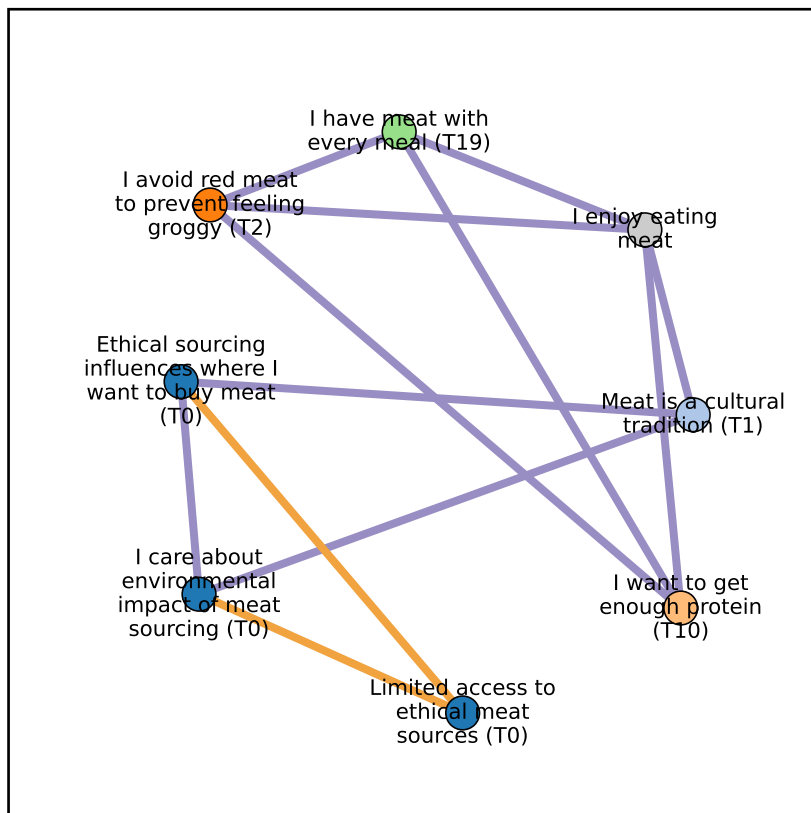 I have meat with
every meal (T19)
I avoid red meat
to prevent feeling
groggy (T2)
I enjoy eating
meat
Ethical sourcing
influences where I
want to buy meat
(T0)
Meat is a cultural
tradition (T1)
I care about
environmental
impact of meat
sourcing (T0)
I want to get
enough protein
(T10)
Limited access to
ethical meat
sources (T0)